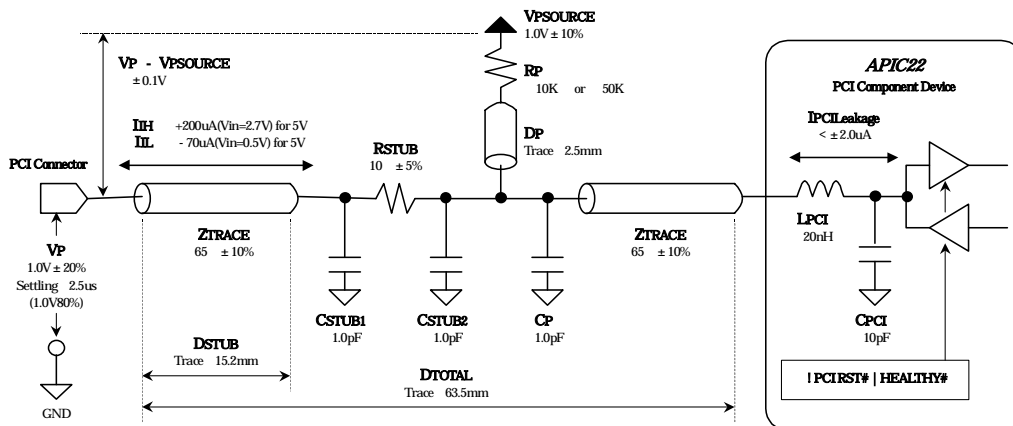 VPSOURCE
1.0V ± 10%
VP - VPSOURCE
± 0.1V
RP
10K or 50K
APIC22
PCI Component Device
IPCILeakage
< ± 2.0uA
IIH +200uA(Vin=2.7V) for 5V
IIL - 70uA(Vin=0.5V) for 5V
DP
Trace 2.5mm
PCI Connector
RSTUB
10 ± 5%
LPCI
20nH
VP
1.0V ± 20%
Settling 2.5us
(1.0V80%)
ZTRACE
65 ± 10%
ZTRACE
65 ± 10%
CSTUB1
1.0pF
CSTUB2
1.0pF
CP
1.0pF
CPCI
10pF
DSTUB
Trace 15.2mm
DTOTAL
Trace 63.5mm
! PCI RST# | HEALTHY#
GND